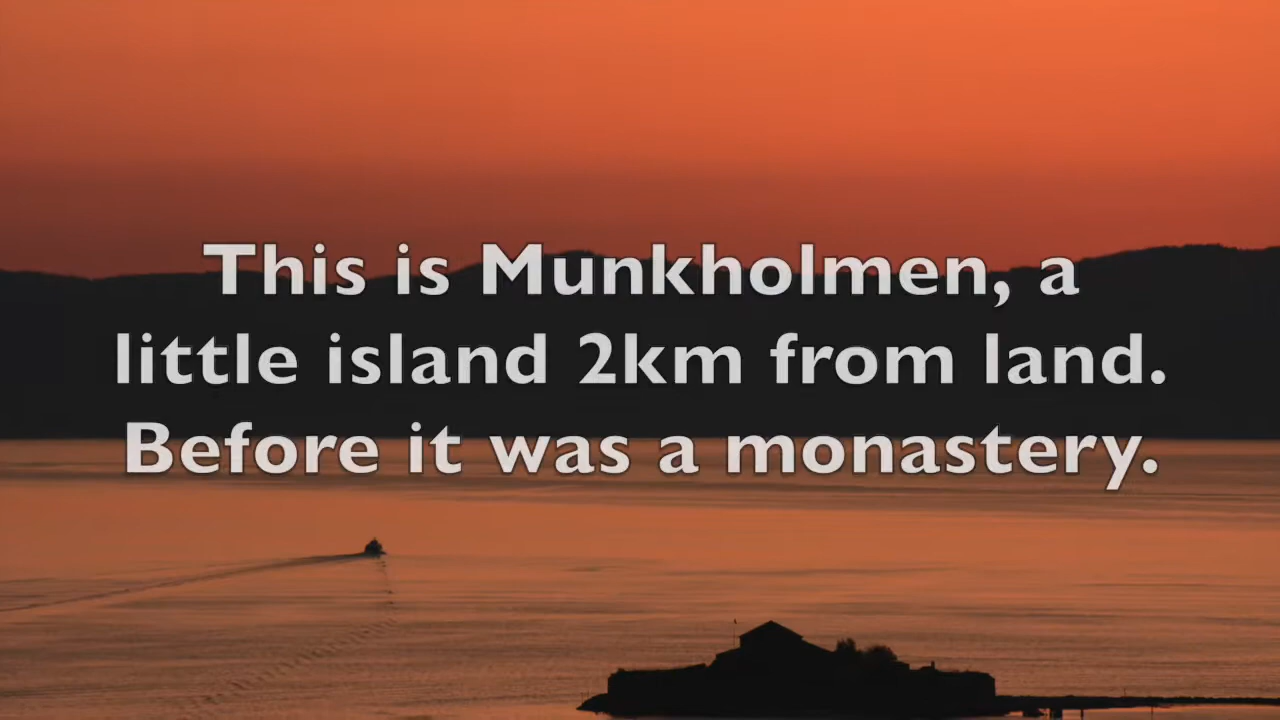 This is Munkholmen, a
little island 2km from land.
Before it was a monastery.